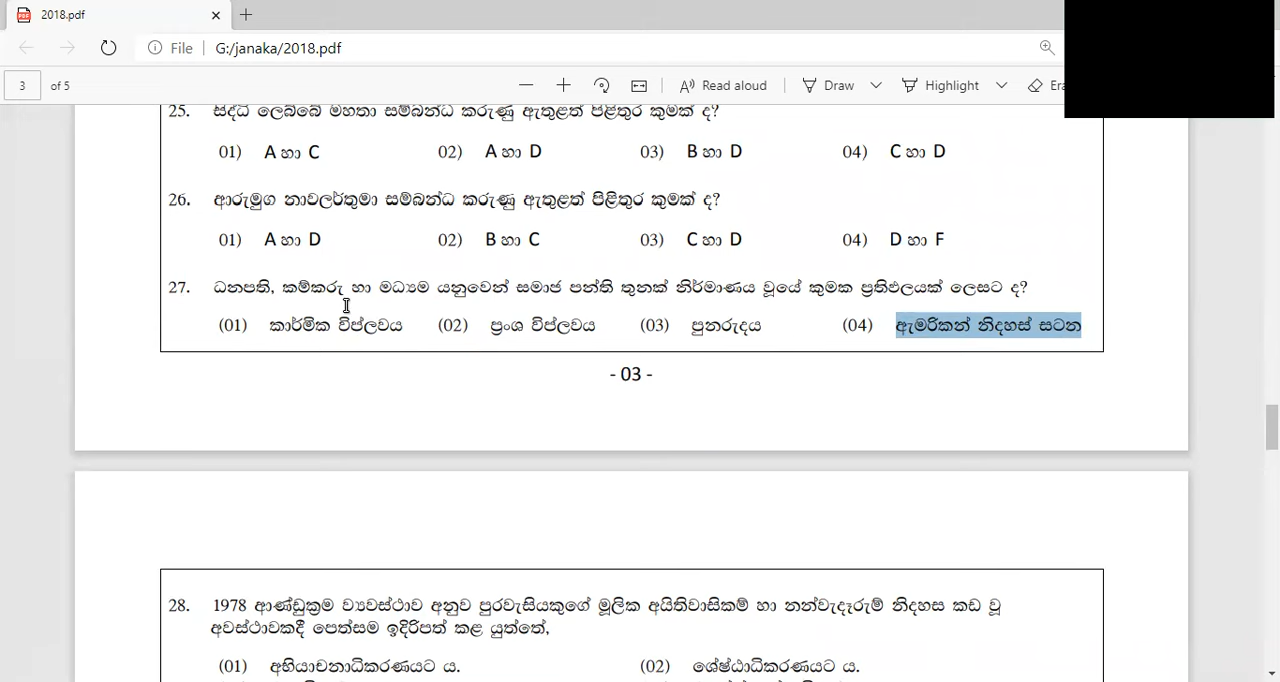 2018.pdf
File G:/janaka/2018.pdf
3 of 5 Read aloud Draw Highlight
25. සිද්ධි ලෙබ්බේ මහතා සම්බන්ධ කරුණු ඇතුළත් පිළිතුර කුමක් ද?
01) A හා C 02) A හා D 03) B හා D 04) C හා D
26. ආරුමුග නාවලර්තුමා සම්බන්ධ කරුණු ඇතුළත් පිළිතුර කුමක් ද?
01) A හා D 02) B හා C 03) C හා D 04) D හා F
27. ධනපති, කම්කරු හා මධ්‍යම යනුවෙන් සමාජ පන්ති තුනක් නිර්මාණය වූයේ කුමක ප්‍රතිඵලයක් ලෙසට ද?
(01) කාර්මික විප්ලවය (02) ප්‍රංශ විප්ලවය (03) පුනරුදය (04) ඇමරිකන් නිදහස් සටන
- 03 -
28. 1978 ආණ්ඩුක්‍රම ව්‍යවස්ථාව අනුව පුරවැසියකුගේ මූලික අයිතිවාසිකම් හා නන්වැදෑරුම් නිදහස කඩ වූ
අවස්ථාවකදී පෙත්සම ඉදිරිපත් කළ යුත්තේ,
(01) අභියාචනාධිකරණයට ය. (02) ශ්‍රේෂ්ඨාධිකරණයට ය.